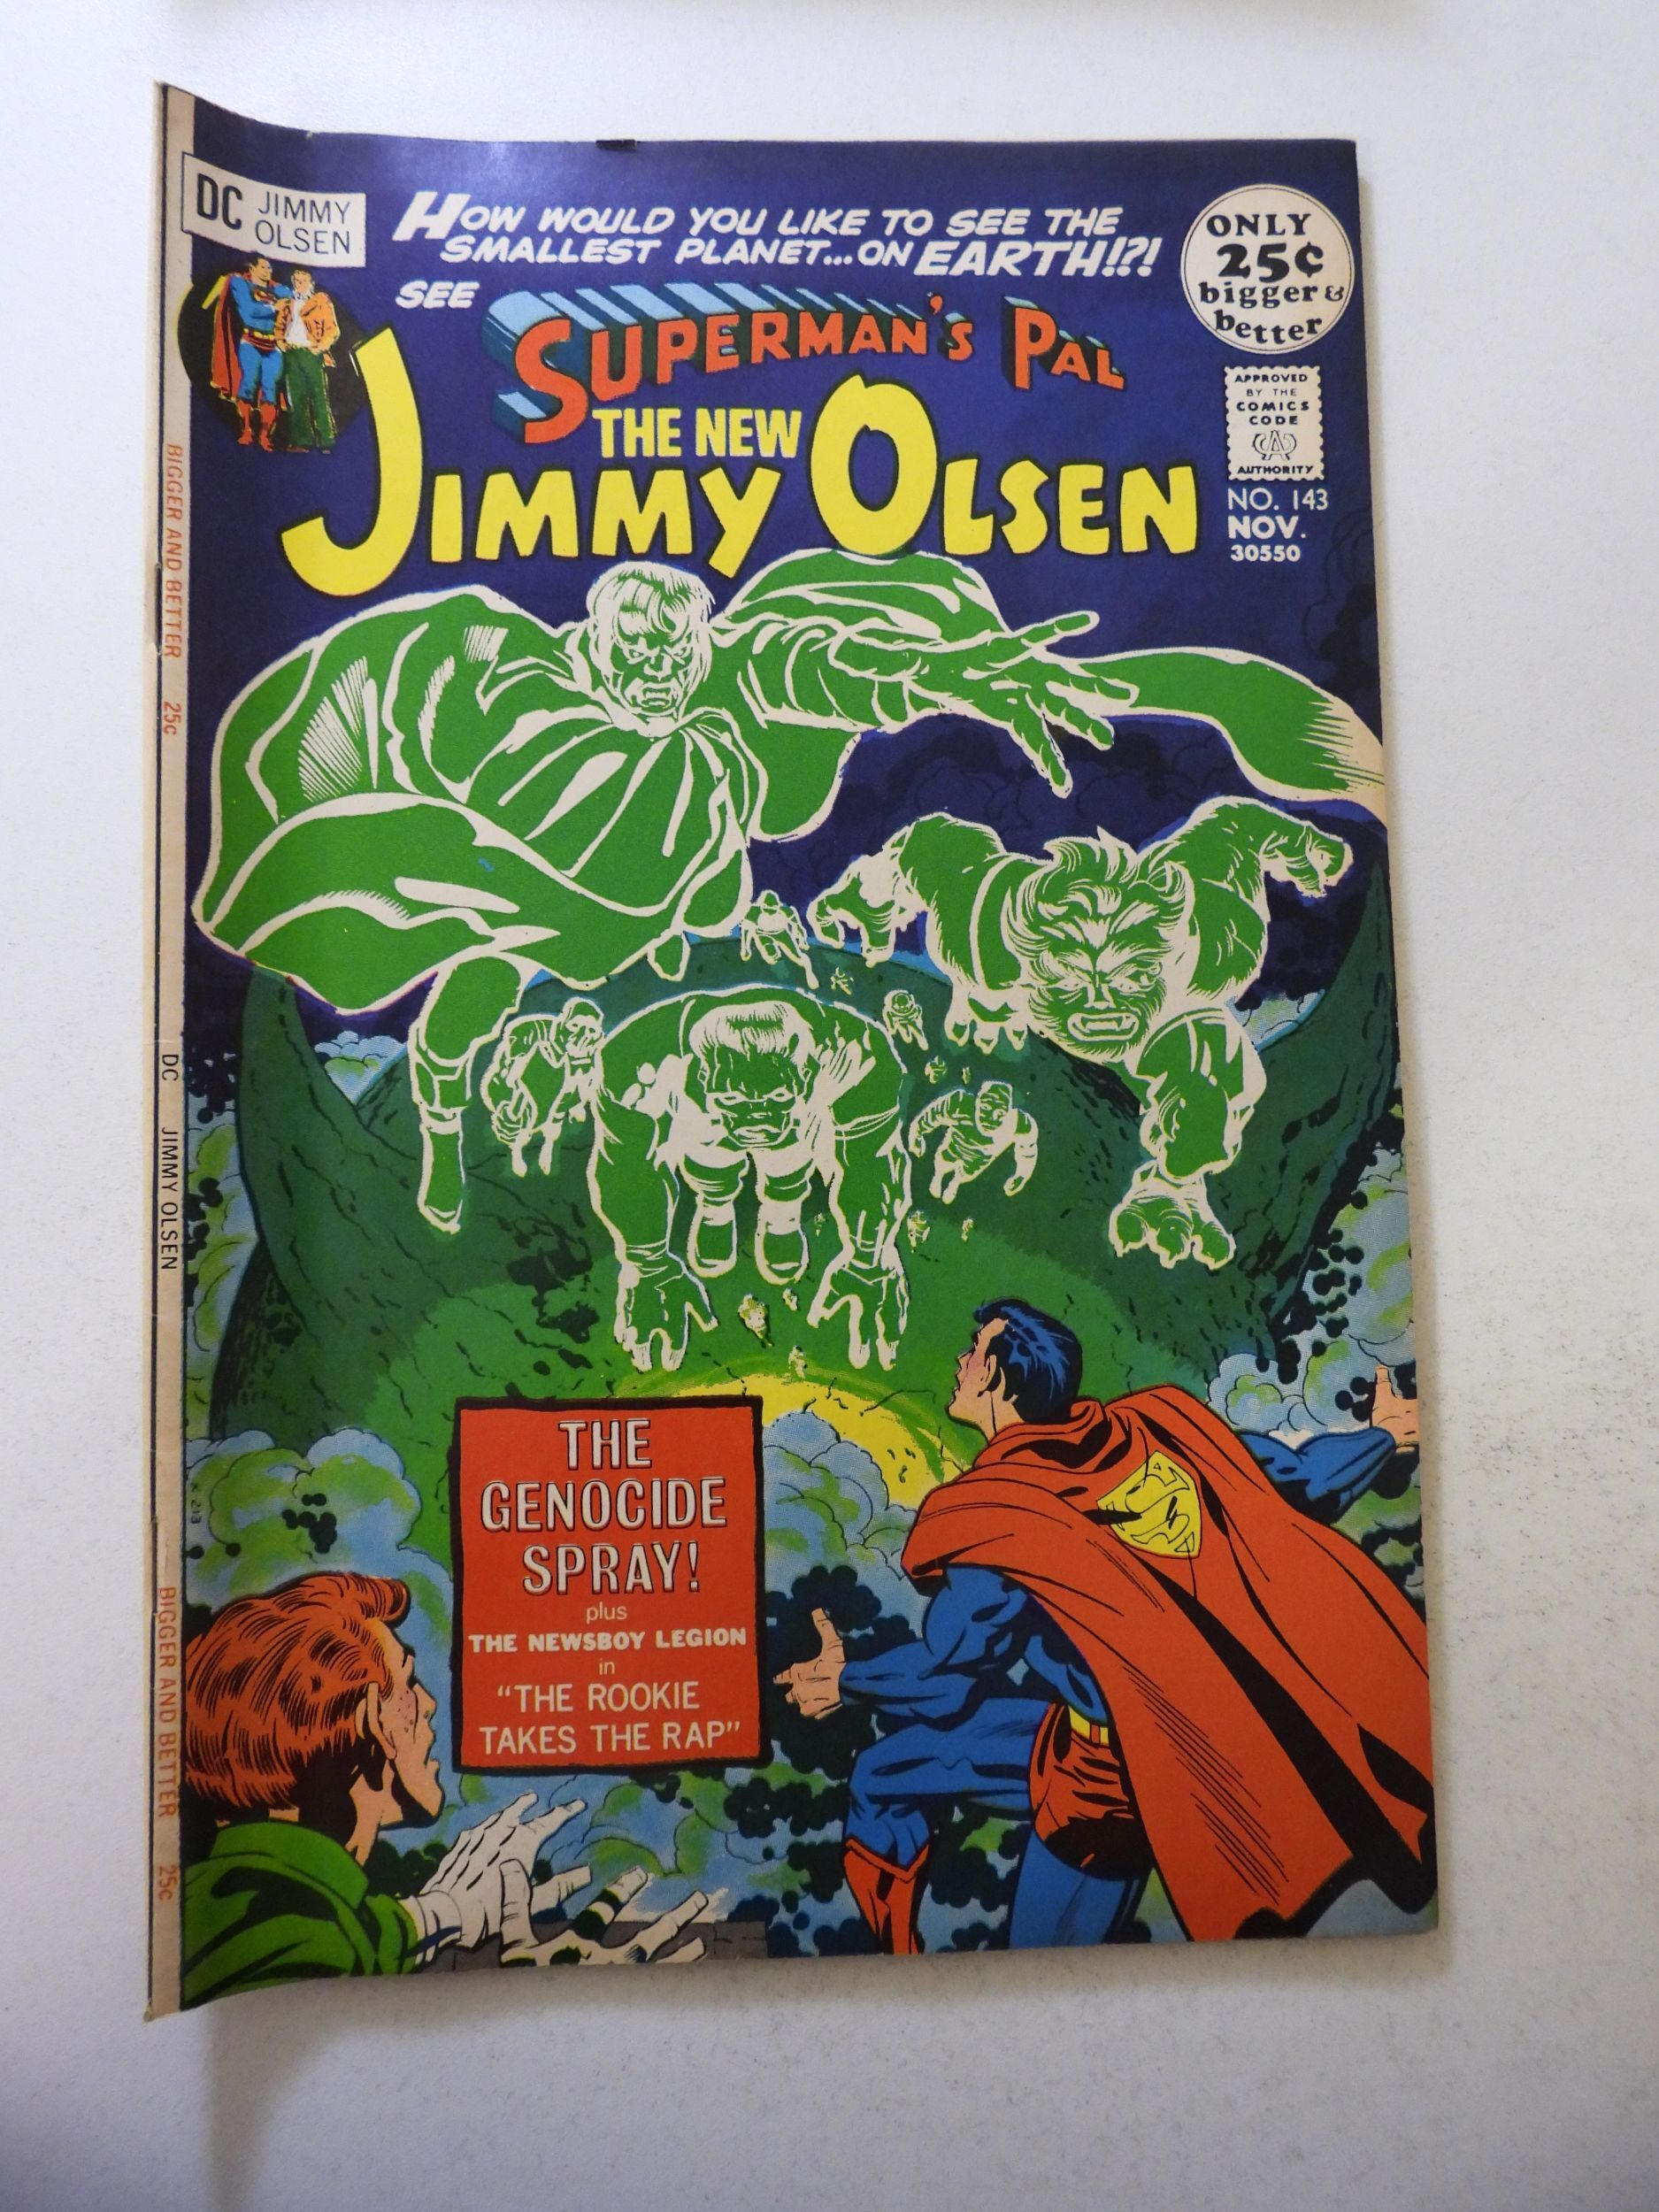 DC JIMMY
OLSEN
HOW WOULD YOU LIKE TO SEE THE
SMALLEST PLANET...ON EARTH!?!
SEE
SUPERMAN'S PAL
THE NEW
JIMMY OLSEN
ONLY
25¢
bigger &
better
APPROVED
BY THE
COMICS
CODE
CA
AUTHORITY
NO. 143
NOV.
30550
BIGGER AND BETTER 25¢
DC JIMMY OLSEN
BIGGER AND BETTER 25¢
THE
GENOCIDE
SPRAY!
plus
THE NEWSBOY LEGION
in
"THE ROOKIE
TAKES THE RAP"
S